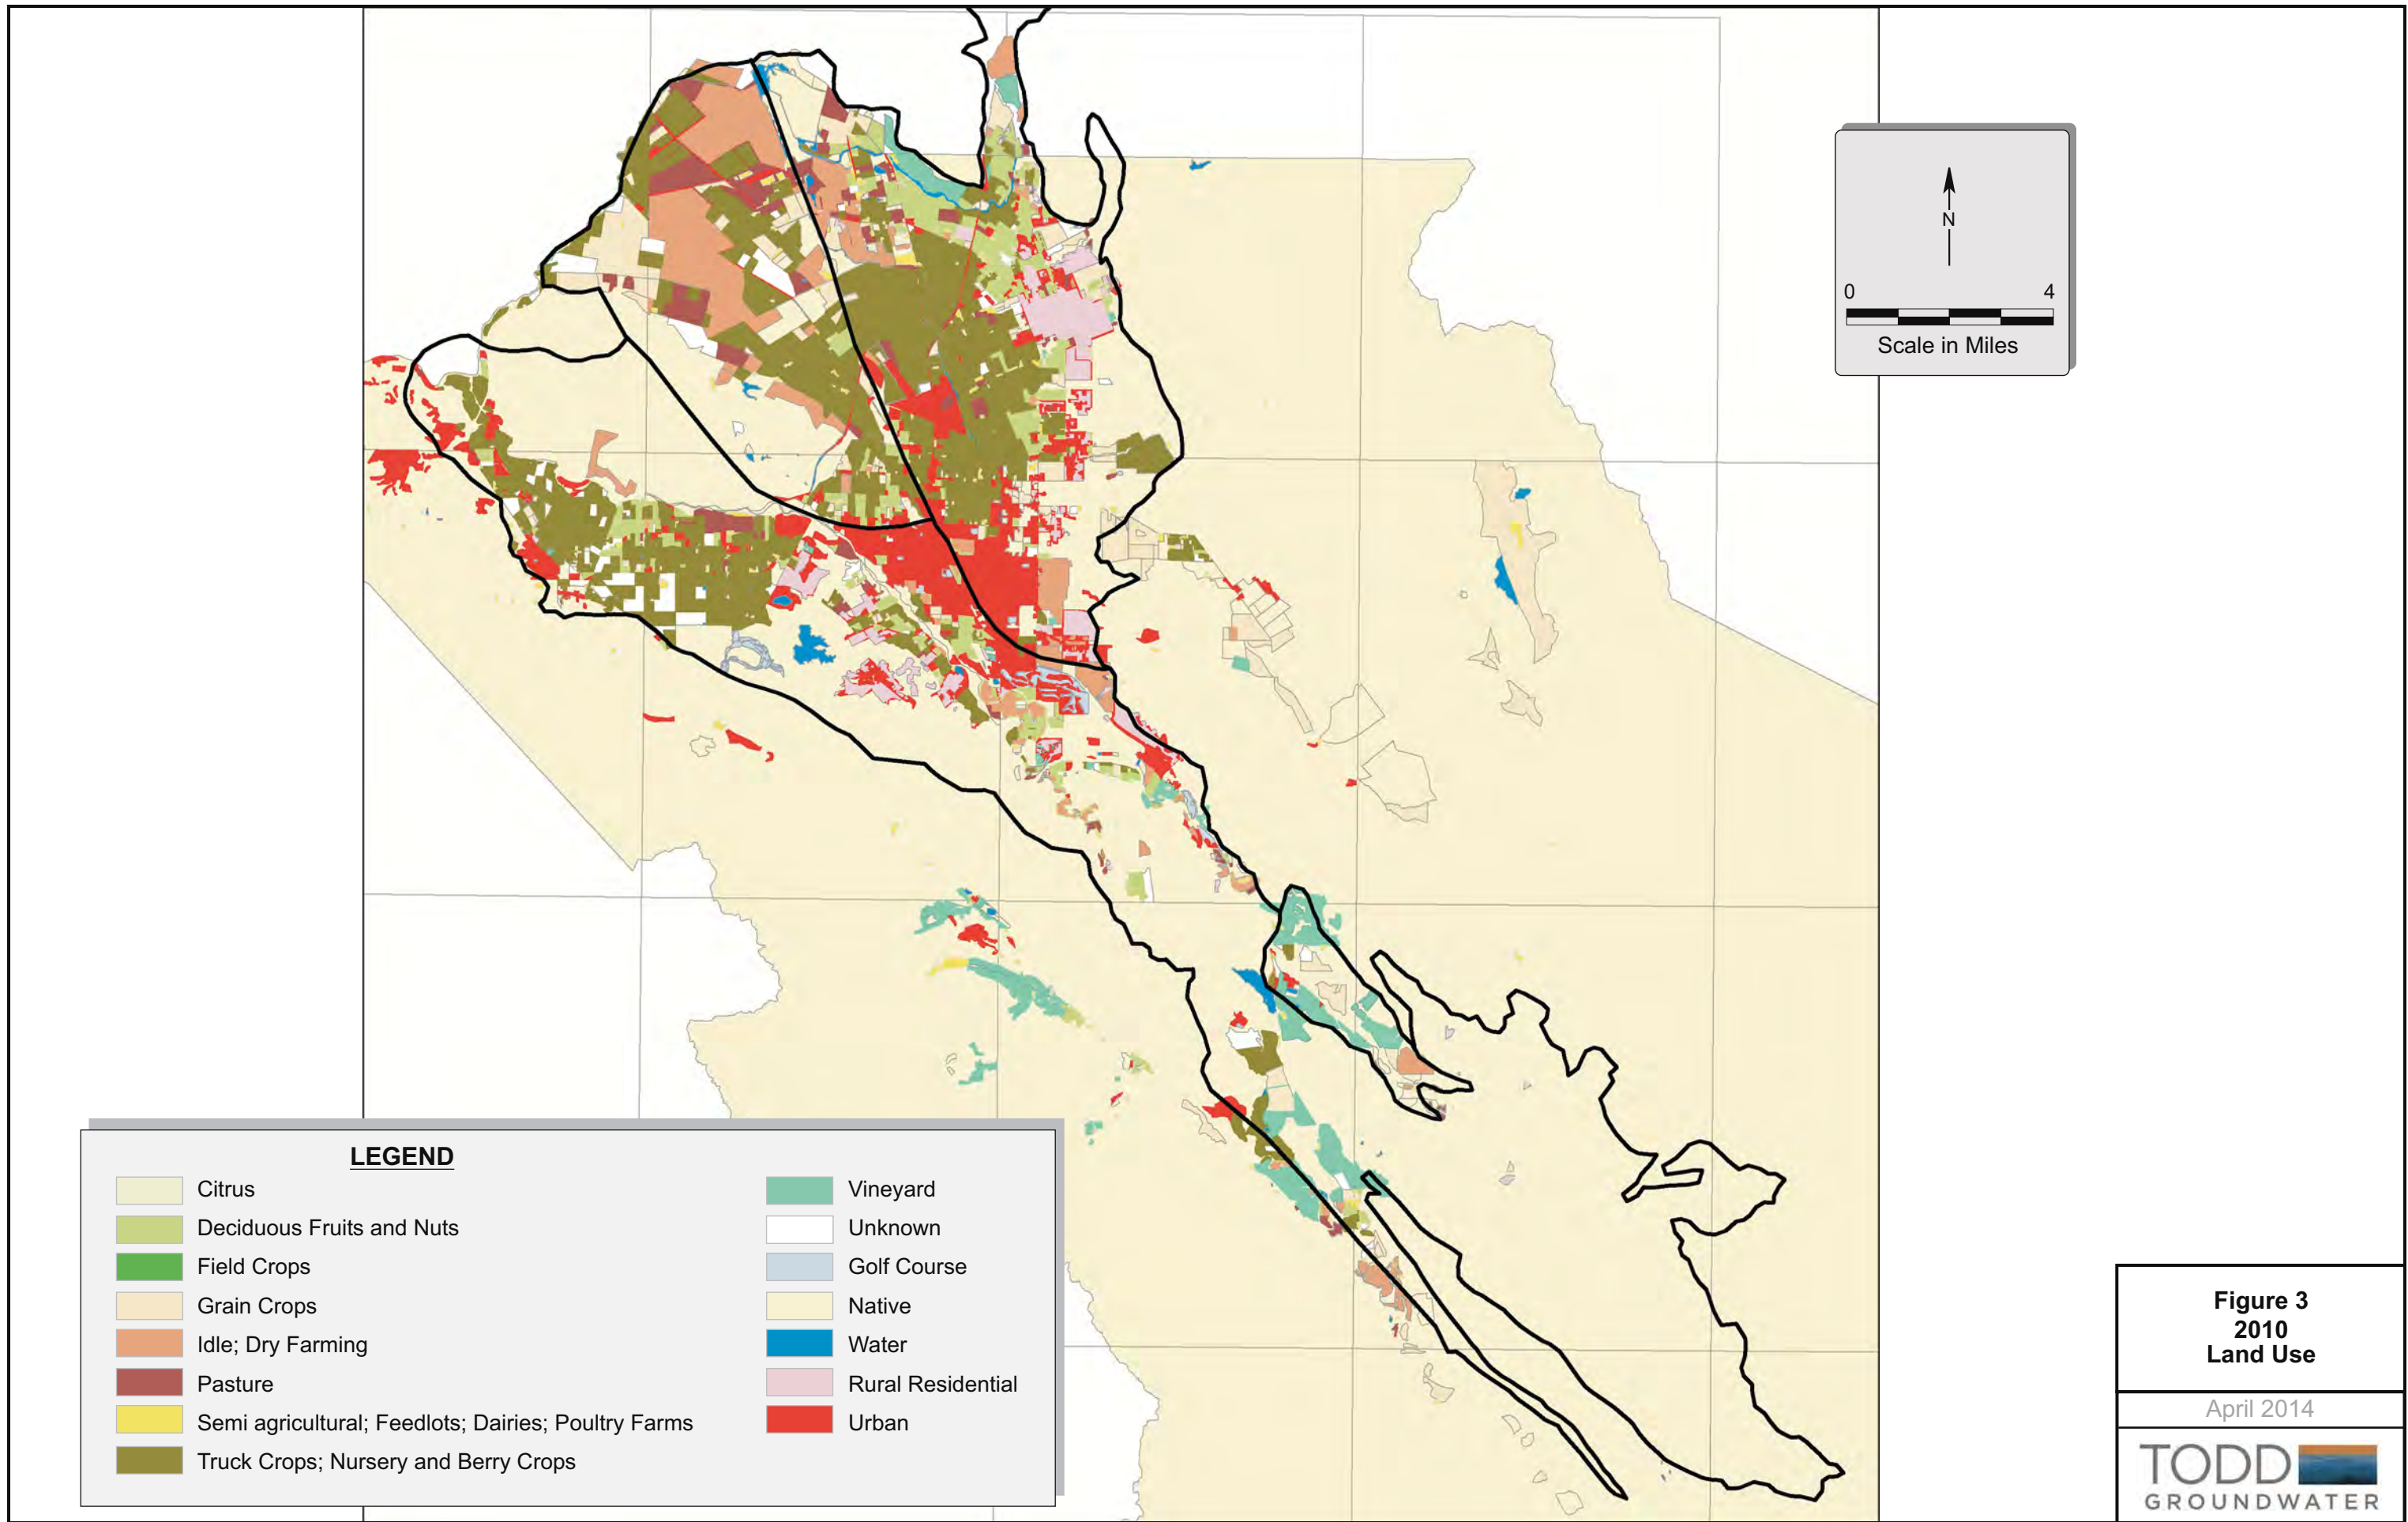 N
0 4
Scale in Miles
LEGEND
Citrus
Deciduous Fruits and Nuts
Field Crops
Grain Crops
Idle; Dry Farming
Pasture
Semi agricultural; Feedlots; Dairies; Poultry Farms
Truck Crops; Nursery and Berry Crops
Vineyard
Unknown
Golf Course
Native
Water
Rural Residential
Urban
Figure 3
2010
Land Use
April 2014
TODD
GROUNDWATER